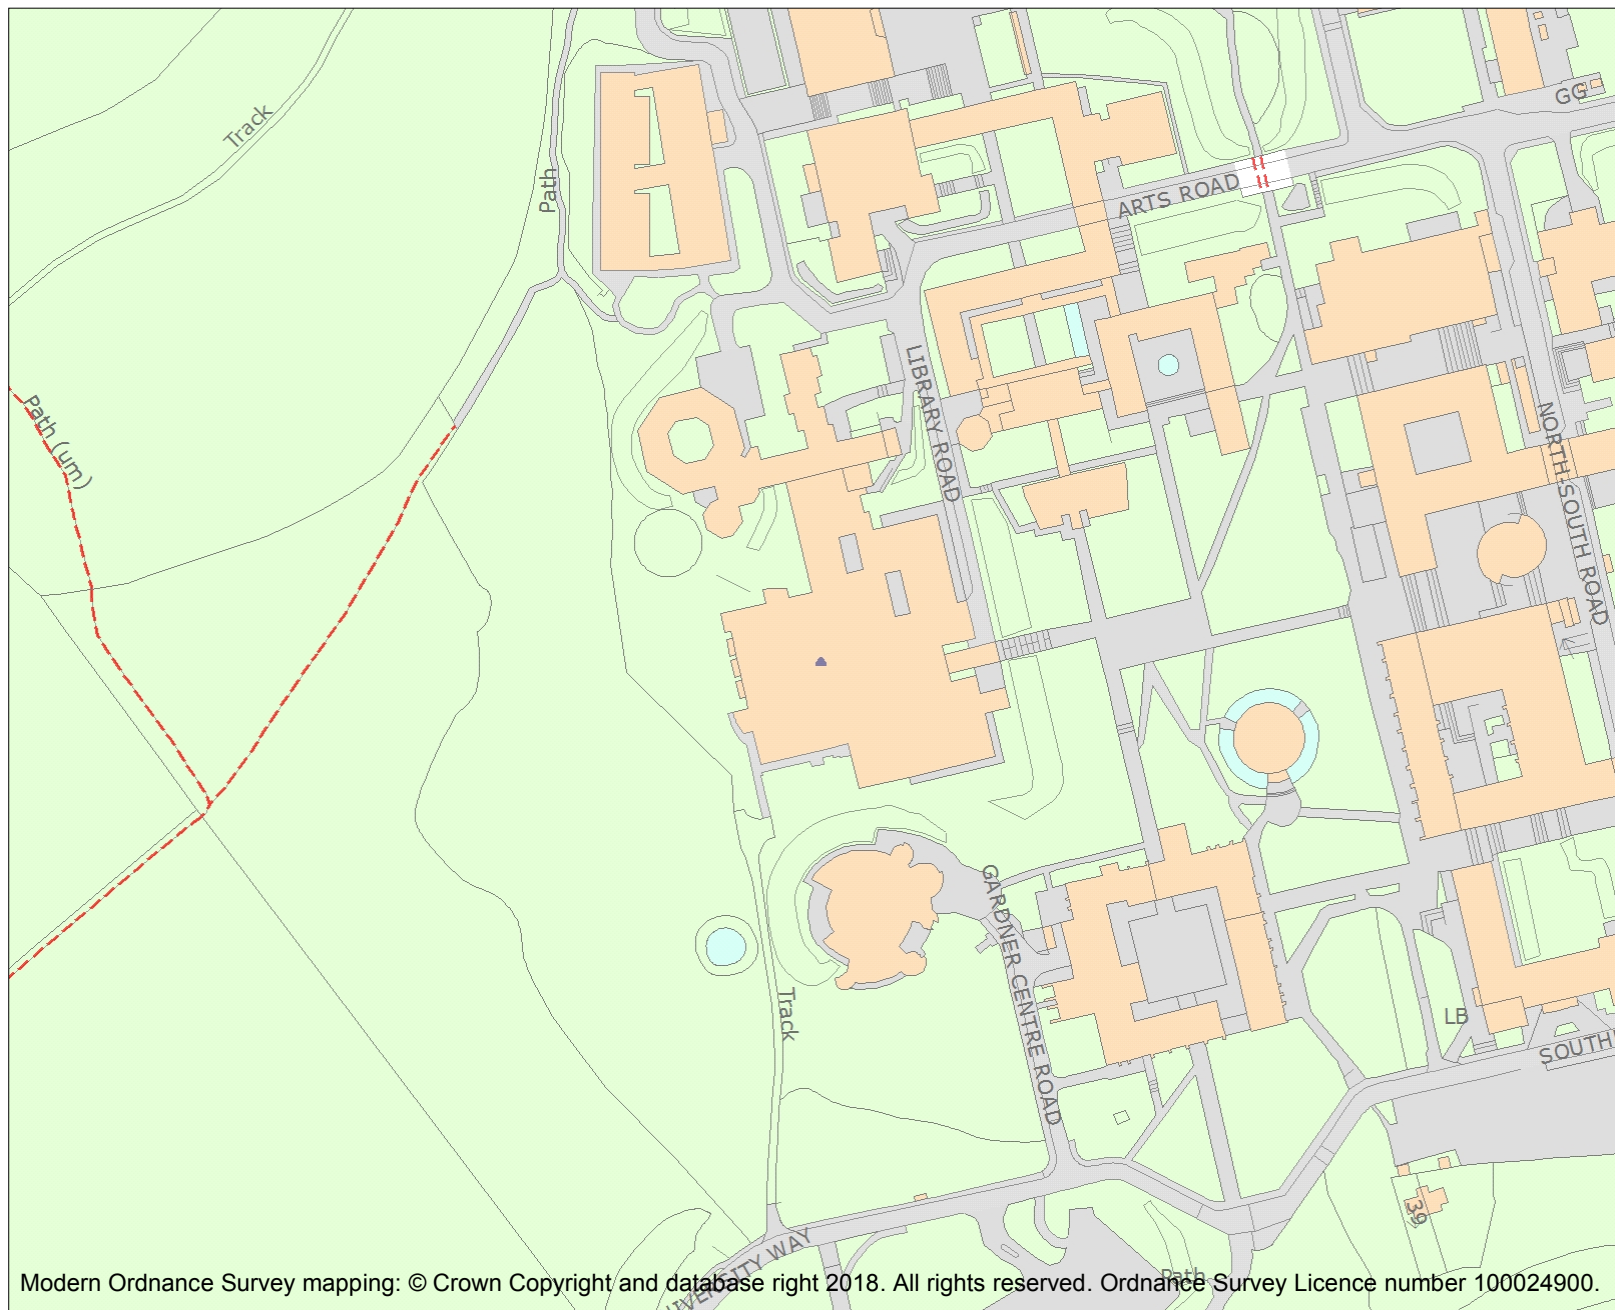 Track
Path
GG
ARTS ROAD
Path (um)
LIBRARY ROAD
NORTH-SOUTH ROAD
GARDNER CENTRE ROAD
Track
LB
SOUTH
39
IVERSITY WAY
Path
Modern Ordnance Survey mapping: © Crown Copyright and database right 2018. All rights reserved. Ordnance Survey Licence number 100024900.